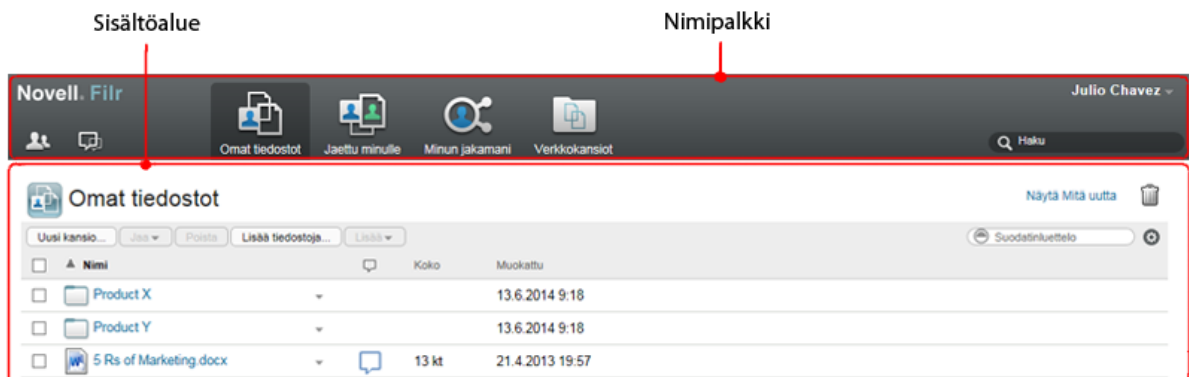 Sisältöalue Nimipalkki
Novell. Filr Julio Chavez
Omat tiedostot Jaettu minulle Minun jakamani Verkkokansiot Haku
Omat tiedostot Näytä Mitä uutta
Uusi kansio... Jaa Poista Lisää tiedostoja... Lisää Suodatinluettelo
Nimi Koko Muokattu
Product X 13.6.2014 9:18
Product Y 13.6.2014 9:18
5 Rs of Marketing.docx 13 kt 21.4.2013 19:57